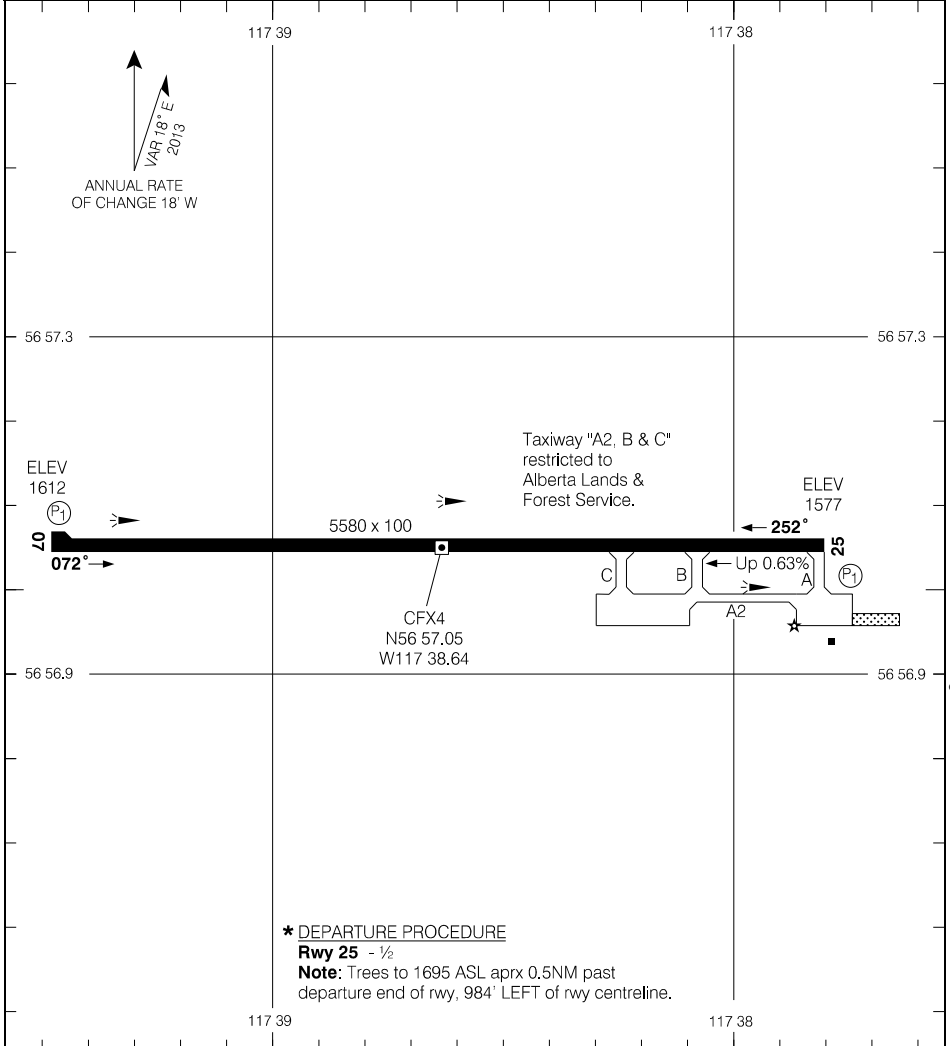 117 39
117 38
VAR 18° E
2013
ANNUAL RATE
OF CHANGE 18' W
56 57.3
56 57.3
Taxiway "A2, B & C"
restricted to
Alberta Lands &
Forest Service.
ELEV
1612
P1
ELEV
1577
5580 x 100
252°
07
25
072°
Up 0.63%
C
B
A
P1
A2
CFX4
N56 57.05
W117 38.64
56 56.9
56 56.9
* DEPARTURE PROCEDURE
Rwy 25 - ½
Note: Trees to 1695 ASL aprx 0.5NM past
departure end of rwy, 984' LEFT of rwy centreline.
117 39
117 38